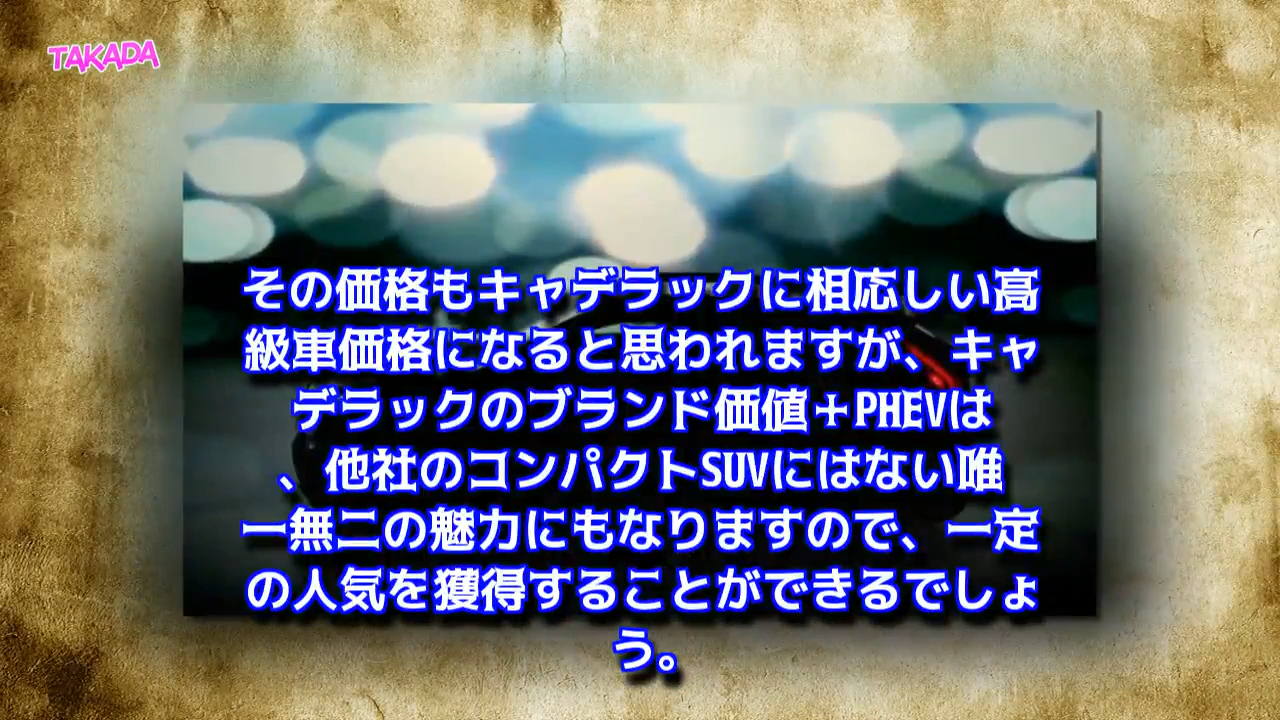 TAKADA
その価格もキャデラックに相応しい高
級車価格になると思われますが、キャ
デラックのブランド価値＋PHEVは
、他社のコンパクトSUVにはない唯
一無二の魅力にもなりますので、一定
の人気を獲得することができるでしょ
う。